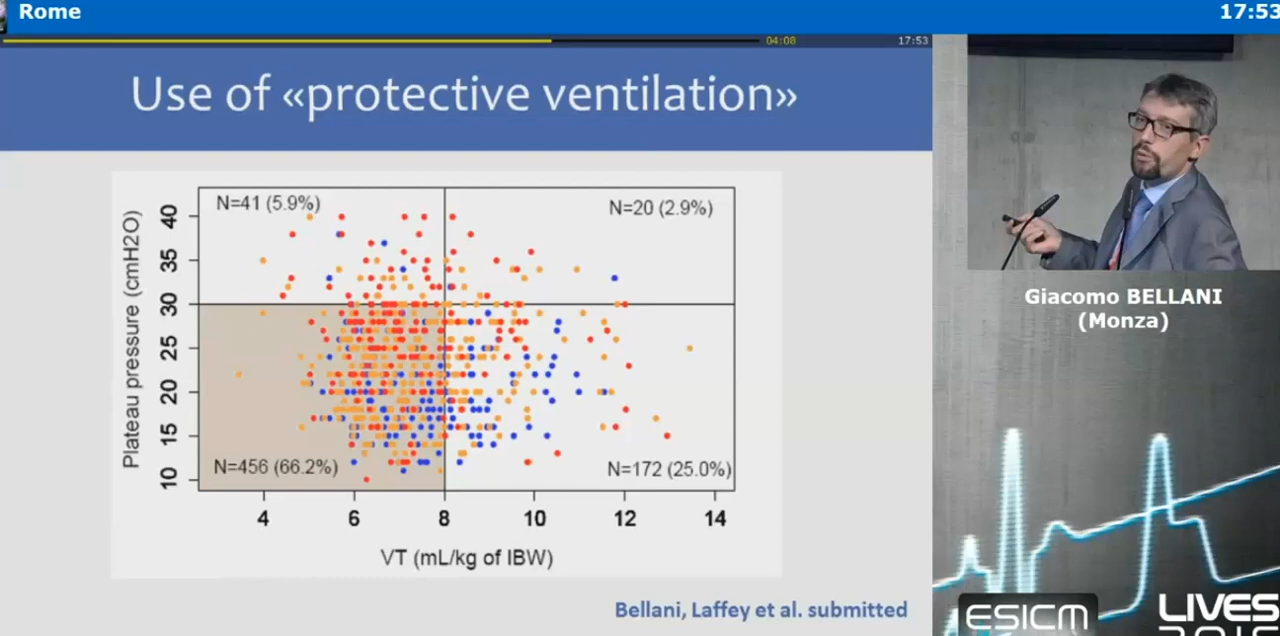 Rome
17:53
04:08
17:53
Use of «protective ventilation»
N=41 (5.9%)
N=20 (2.9%)
N=456 (66.2%)
N=172 (25.0%)
Plateau pressure (cmH2O)
40
35
30
25
20
15
10
4 6 8 10 12 14
VT (mL/kg of IBW)
Bellani, Laffey et al. submitted
Giacomo BELLANI
(Monza)
ESICM
LIVES